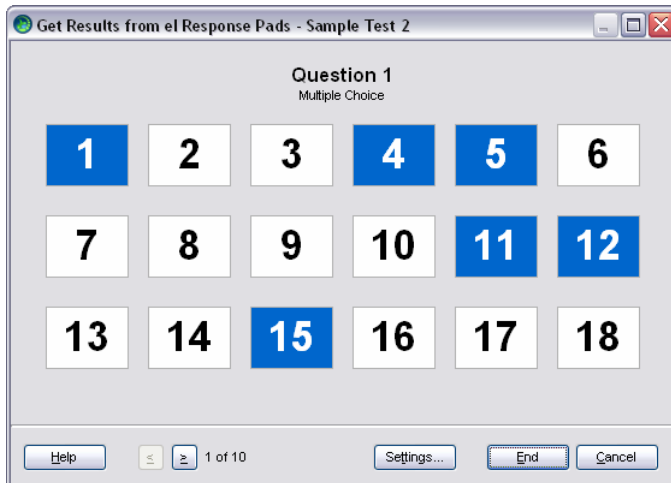 Get Results from el Response Pads - Sample Test 2
Question 1
Multiple Choice
1 2 3 4 5 6
7 8 9 10 11 12
13 14 15 16 17 18
Help ≤ ≥ 1 of 10 Settings... End Cancel